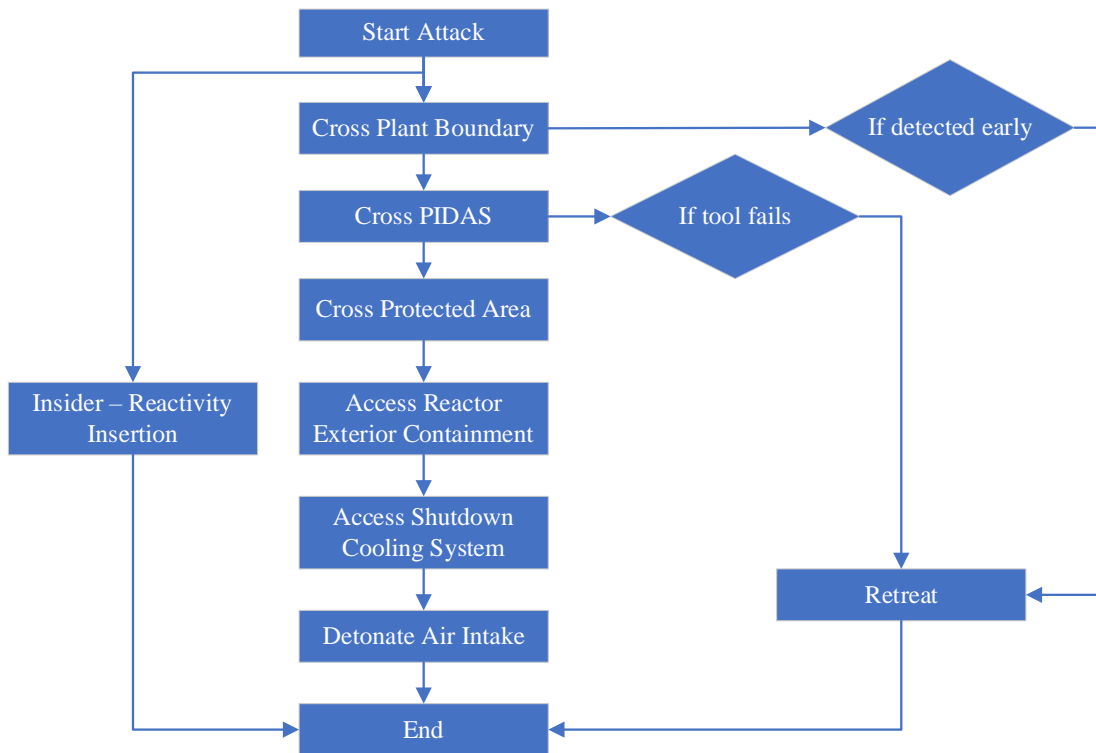 Start Attack
Cross Plant Boundary
If detected early
Cross PIDAS
If tool fails
Cross Protected Area
Insider – Reactivity
Insertion
Access Reactor
Exterior Containment
Access Shutdown
Cooling System
Retreat
Detonate Air Intake
End